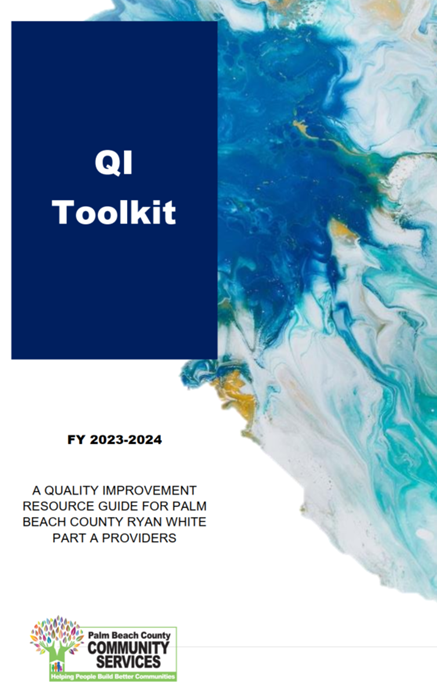 QI
Toolkit
FY 2023-2024
A QUALITY IMPROVEMENT
RESOURCE GUIDE FOR PALM
BEACH COUNTY RYAN WHITE
PART A PROVIDERS
Palm Beach County
COMMUNITY
SERVICES
Helping People Build Better Communities